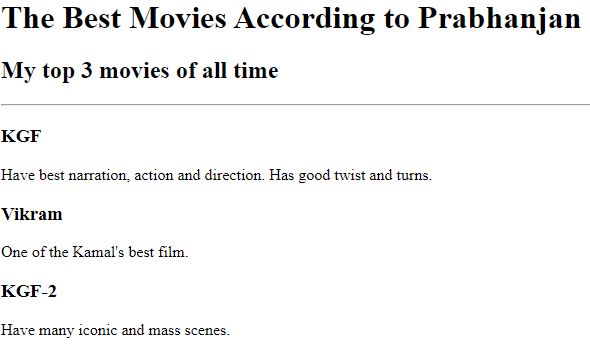 The Best Movies According to Prabhanjan
My top 3 movies of all time
KGF
Have best narration, action and direction. Has good twist and turns.
Vikram
One of the Kamal's best film.
KGF-2
Have many iconic and mass scenes.